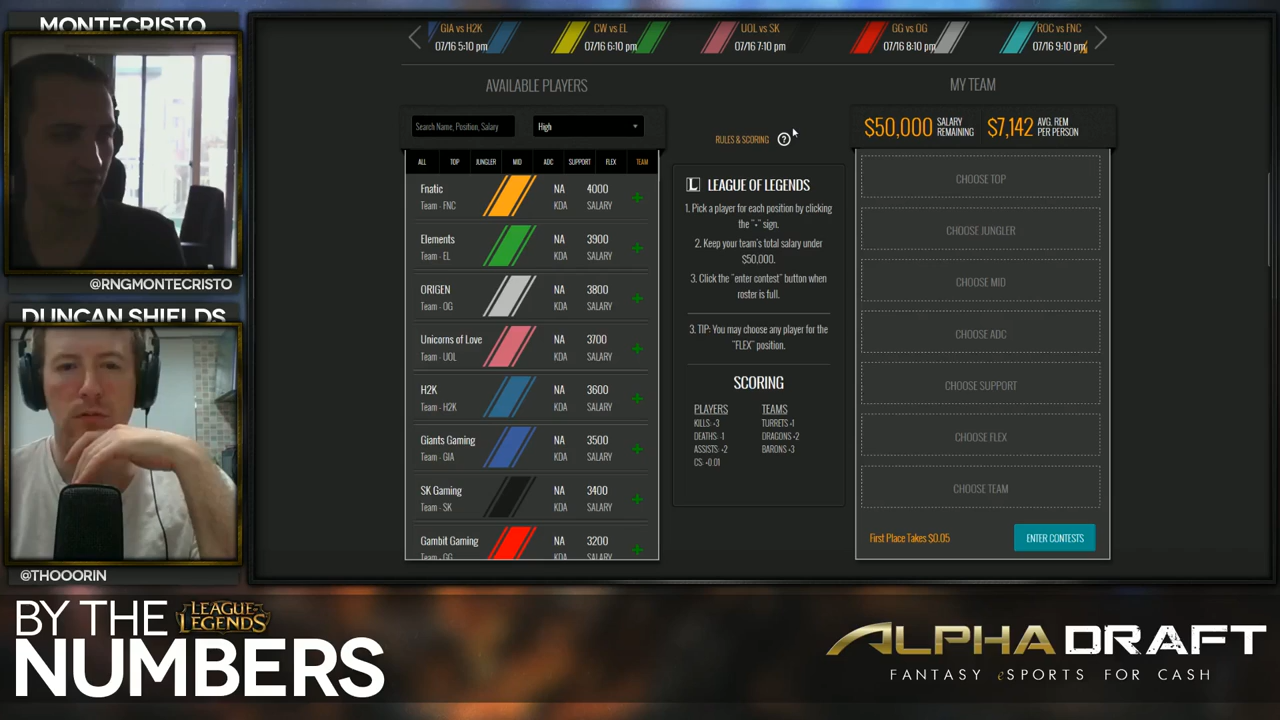 MONTECRISTO
@RNGMONTECRISTO
DUNCAN SHIELDS
@THOOORIN
GIA vs H2K
07/16 5:10 pm
CW vs EL
07/16 6:10 pm
UOL vs SK
07/16 7:10 pm
GG vs OG
07/16 8:10 pm
ROC vs FNC
07/16 9:10 pm
AVAILABLE PLAYERS
Search Name, Position, Salary
High
ALL TOP JUNGLER MID ADC SUPPORT FLEX TEAM
Fnatic NA 4000
Team - FNC KDA SALARY
Elements NA 3900
Team - EL KDA SALARY
ORIGEN NA 3800
Team - OG KDA SALARY
Unicorns of Love NA 3700
Team - UOL KDA SALARY
H2K NA 3600
Team - H2K KDA SALARY
Giants Gaming NA 3500
Team - GIA KDA SALARY
SK Gaming NA 3400
Team - SK KDA SALARY
Gambit Gaming NA 3200
Team - GG KDA SALARY
RULES & SCORING ?
L LEAGUE OF LEGENDS
1. Pick a player for each position by clicking
the "+" sign.
2. Keep your team's total salary under
$50,000.
3. Click the "enter contest" button when
roster is full.
3. TIP: You may choose any player for the
"FLEX" position.
SCORING
PLAYERS
KILLS: +3
DEATHS: -1
ASSISTS: +2
CS: +0.01
TEAMS
TURRETS +1
DRAGONS +2
BARONS: +3
MY TEAM
$50,000 SALARY REMAINING
$7,142 AVG. REM PER PERSON
CHOOSE TOP
CHOOSE JUNGLER
CHOOSE MID
CHOOSE ADC
CHOOSE SUPPORT
CHOOSE FLEX
CHOOSE TEAM
First Place Takes $0.05
ENTER CONTESTS
BY THE
LEAGUE OF LEGENDS
NUMBERS
ALPHADRAFT
FANTASY eSPORTS FOR CASH